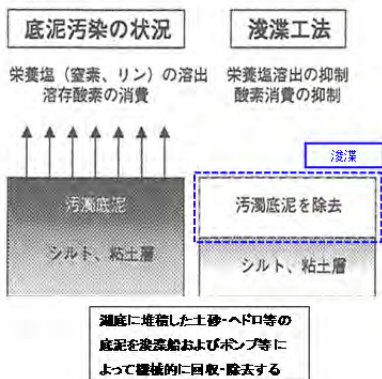 底泥汚染の状況
浚渫工法
栄養塩（窒素、リン）の溶出
溶存酸素の消費
栄養塩溶出の抑制
酸素消費の抑制
浚渫
汚濁底泥
シルト、粘土層
汚濁底泥を除去
シルト、粘土層
湖底に堆積した土砂・ヘドロ等の
底泥を浚渫船およびポンプ等に
よって機械的に回収・除去する